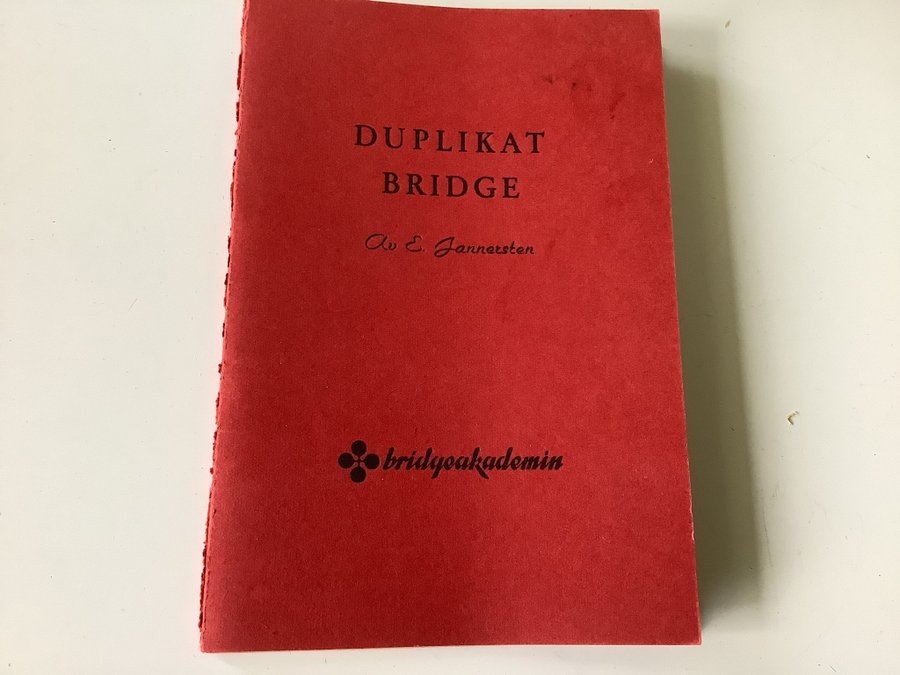 DUPLIKAT
BRIDGE
Av E. Jannersten
bridgeakademin